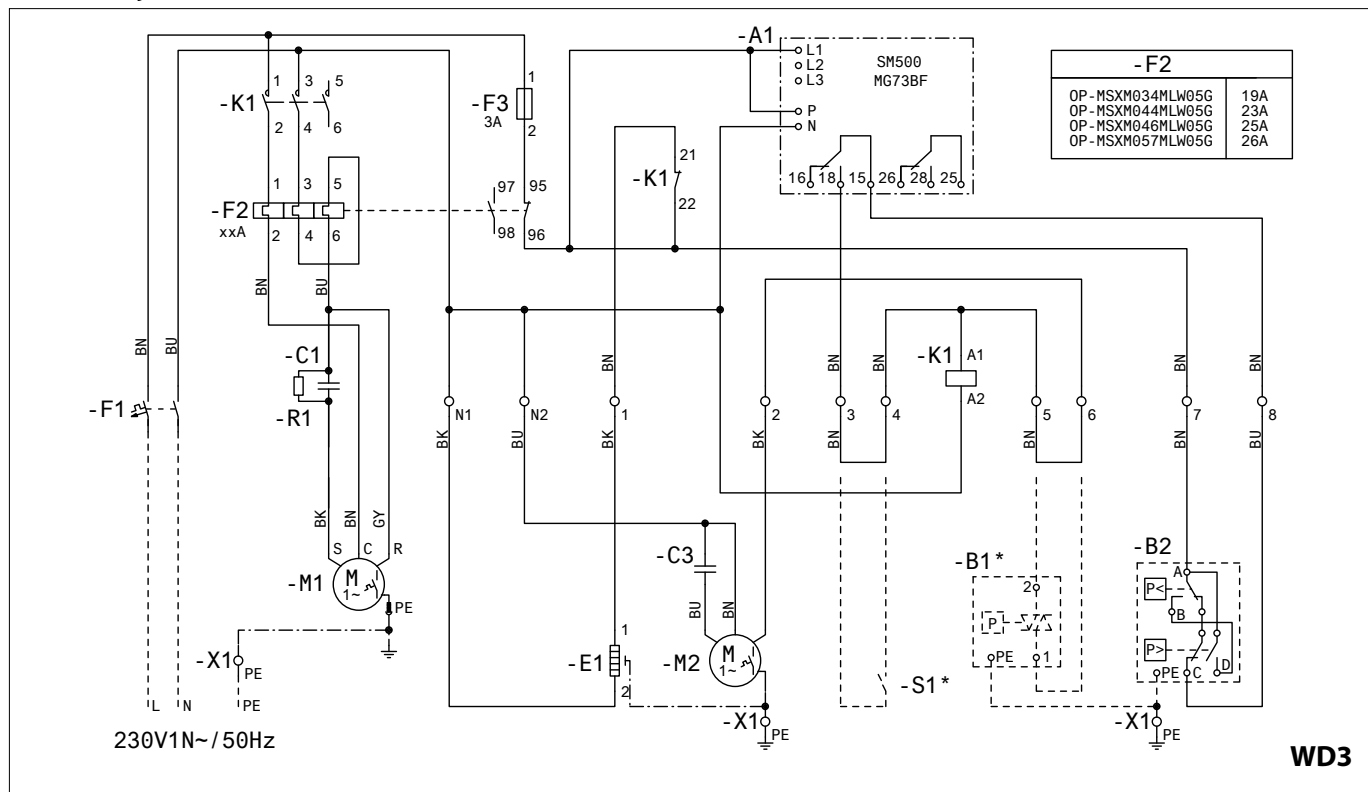 -A1
L1
L2
L3
SM500
MG73BF
P
N
16 18 15 26 28 25
-F2
OP-MSXM034MLW05G 19A
OP-MSXM044MLW05G 23A
OP-MSXM046MLW05G 25A
OP-MSXM057MLW05G 26A
1 3 5
-K1
2 4 6
1
-F3
3A
2
21
-K1
22
1 3 5
-F2
xxA
2 4 6
97 95
98 96
BN BU
BN BU
-C1
-R1
-F1
BN BN BN BN BN BN BN
-K1
A1
A2
N1 N2 1 2 3 4 5 6 7 8
BK BU BK BK BN BN BN BU
BK BN GY
S C R
-M1
M
1~
PE
-X1
PE
L N PE
230V1N~/50Hz
-C3
BU BN
1
-E1
2
-M2
M
1~
-X1
PE
-S1*
-B1*
2
P
PE
1
-B2
A
P<
B
P>
D
PE
C
-X1
PE
WD3